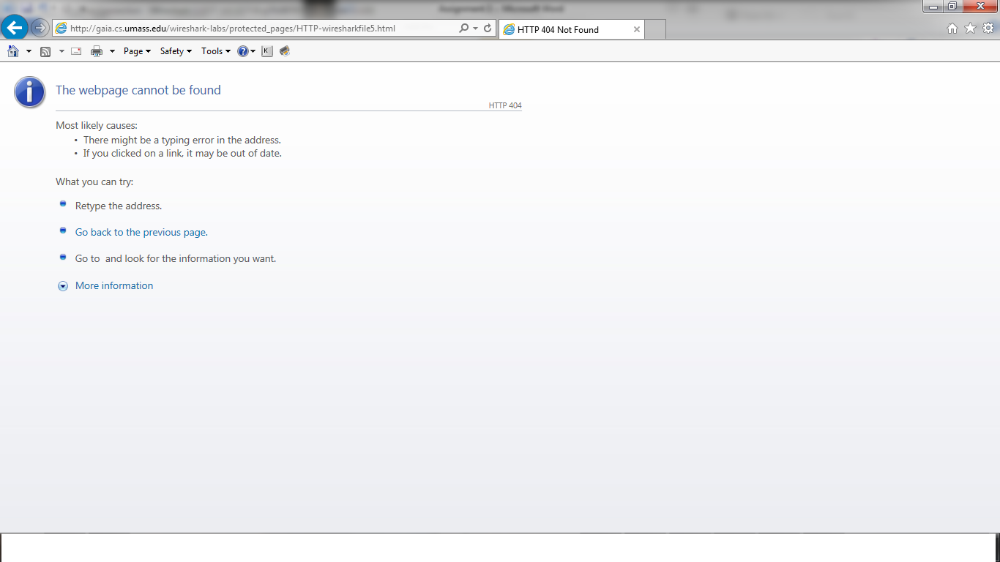 Assignment 2 - Microsoft Word
http://gaia.cs.umass.edu/wireshark-labs/protected_pages/HTTP-wiresharkfile5.html
HTTP 404 Not Found
Page Safety Tools
The webpage cannot be found
HTTP 404
Most likely causes:
• There might be a typing error in the address.
• If you clicked on a link, it may be out of date.
What you can try:
Retype the address.
Go back to the previous page.
Go to  and look for the information you want.
More information